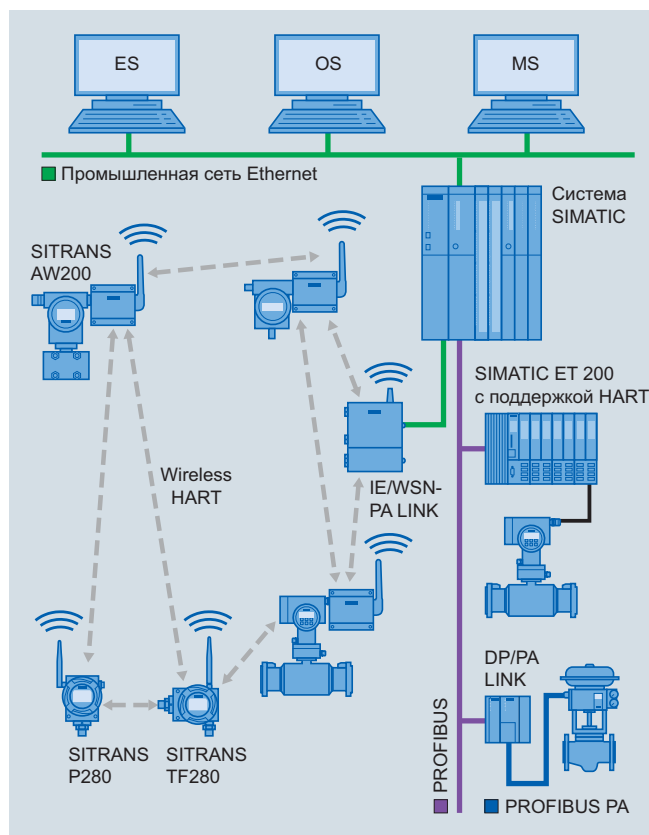 ES
OS
MS
Промышленная сеть Ethernet
Система
SIMATIC
SITRANS
AW200
SIMATIC ET 200
с поддержкой HART
Wireless
HART
IE/WSN-
PA LINK
DP/PA
LINK
SITRANS
P280
SITRANS
TF280
PROFIBUS
PROFIBUS PA